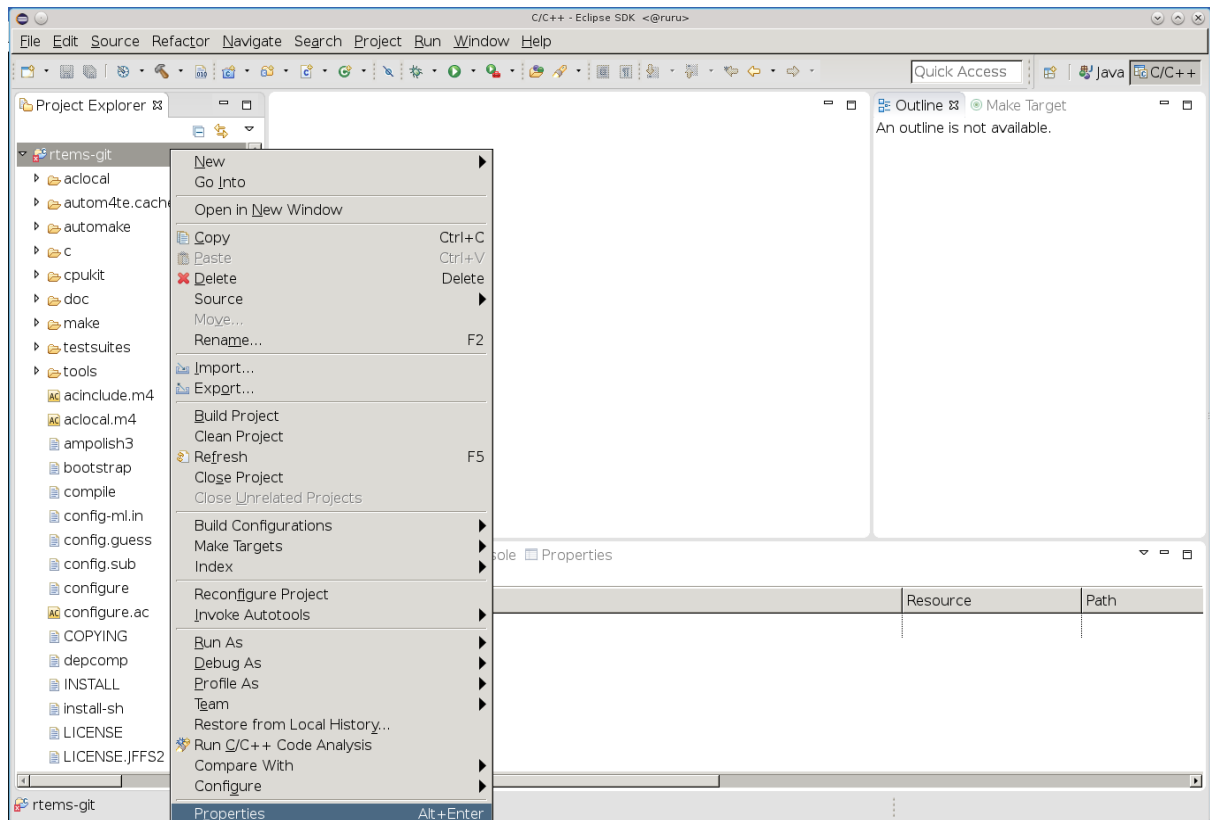 C/C++ - Eclipse SDK <@ruru>
File Edit Source Refactor Navigate Search Project Run Window Help
Quick Access Java C/C++
Project Explorer
Outline Make Target
An outline is not available.
rtems-git
aclocal
autom4te.cache
automake
c
cpukit
doc
make
testsuites
tools
acinclude.m4
aclocal.m4
ampolish3
bootstrap
compile
config-ml.in
config.guess
config.sub
configure
configure.ac
COPYING
depcomp
INSTALL
install-sh
LICENSE
LICENSE.JFFS2
New
Go Into
Open in New Window
Copy Ctrl+C
Paste Ctrl+V
Delete Delete
Source
Move...
Rename... F2
Import...
Export...
Build Project
Clean Project
Refresh F5
Close Project
Close Unrelated Projects
Build Configurations
Make Targets
Index
Reconfigure Project
Invoke Autotools
Run As
Debug As
Profile As
Team
Restore from Local History...
Run C/C++ Code Analysis
Compare With
Configure
Properties Alt+Enter
sole Properties
Resource Path
rtems-git